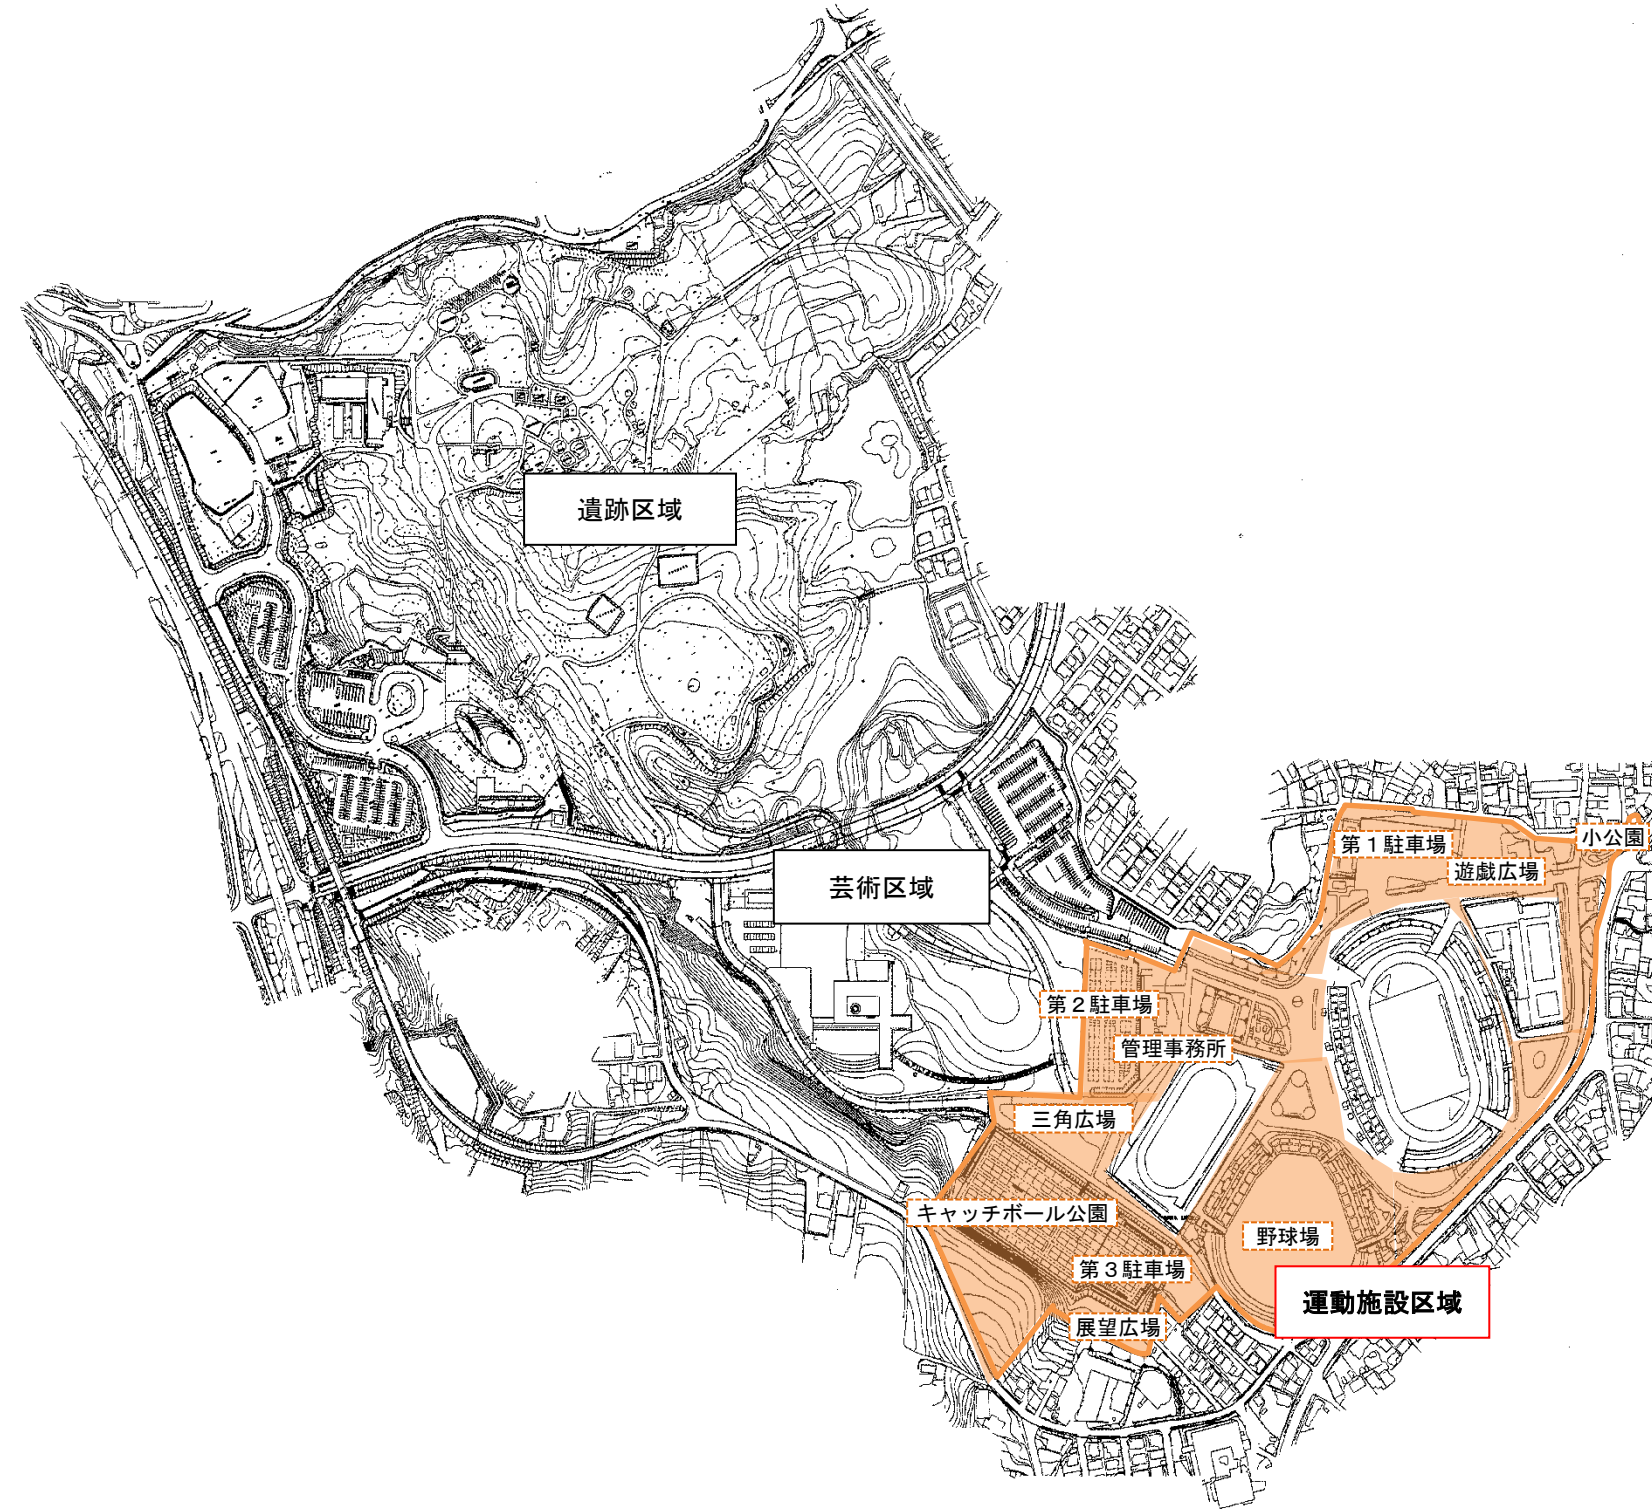 遺跡区域
芸術区域
第１駐車場
小公園
遊戯広場
第２駐車場
管理事務所
三角広場
キャッチボール公園
野球場
第３駐車場
運動施設区域
展望広場